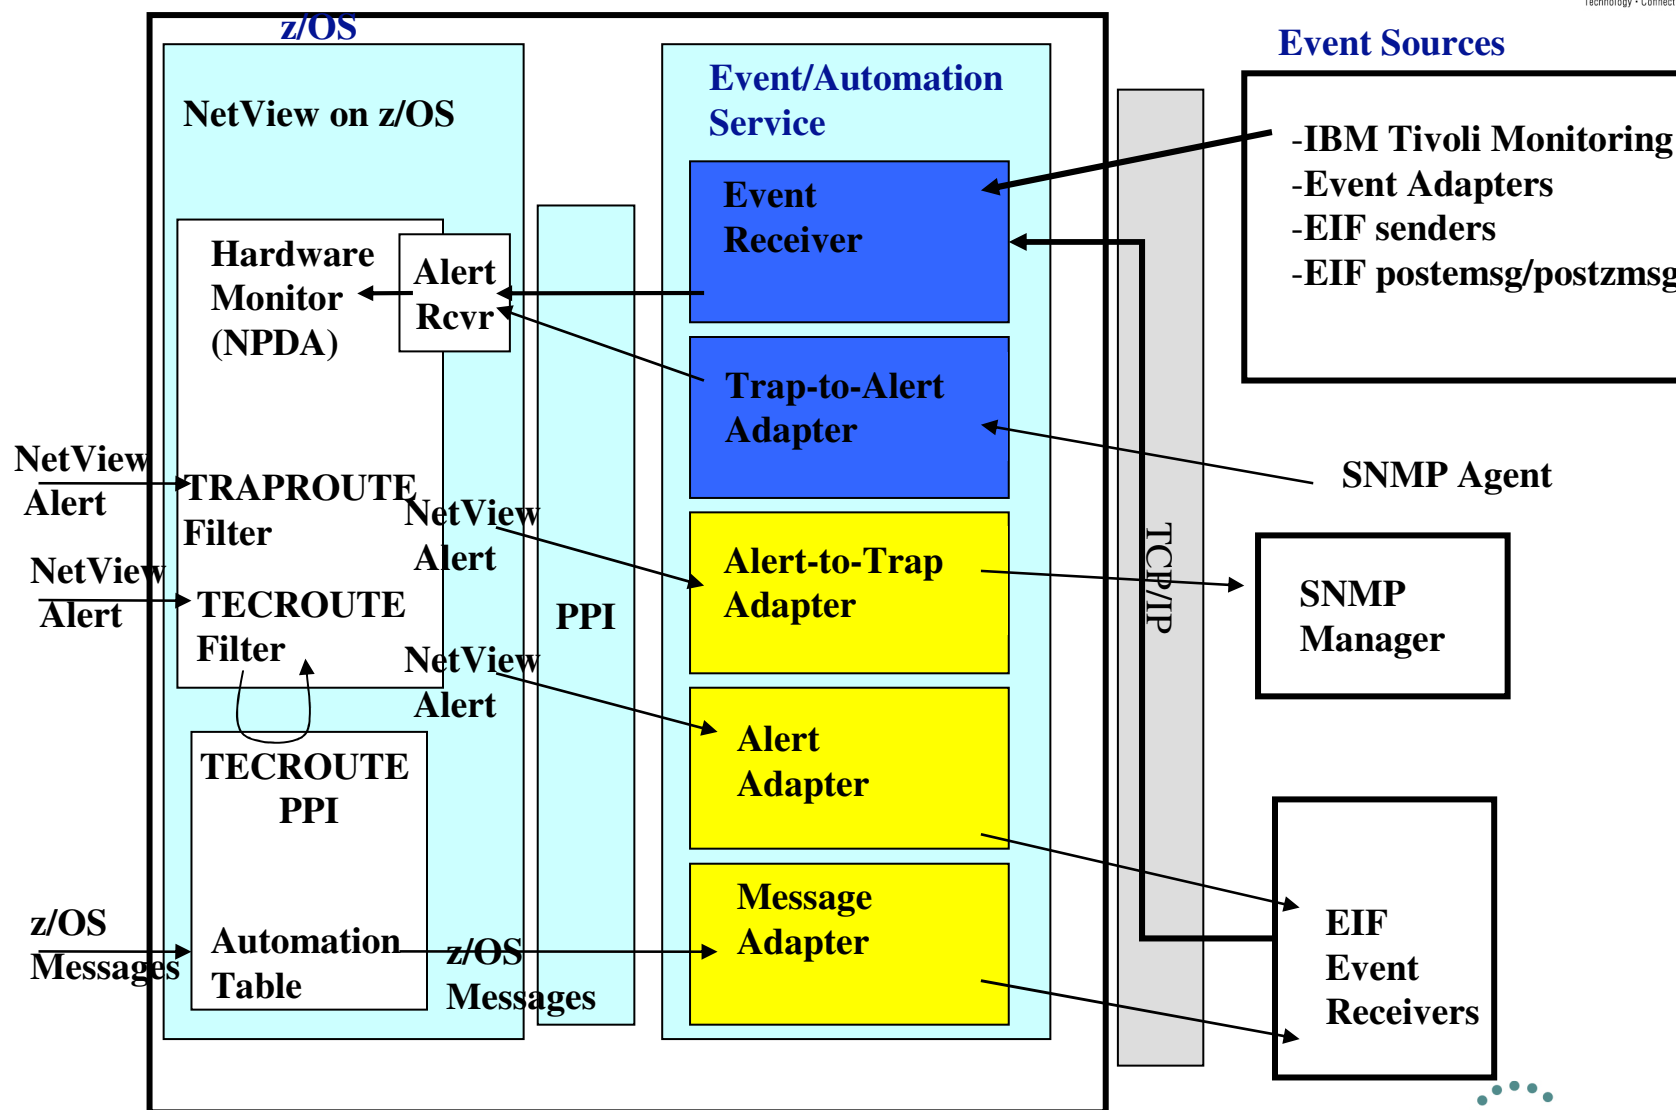 Technology • Connect
z/OS
Event Sources
NetView on z/OS
Event/Automation
Service
-IBM Tivoli Monitoring
-Event Adapters
-EIF senders
-EIF postemsg/postzmsg
Event
Receiver
Hardware
Monitor
(NPDA)
Alert
Rcvr
Trap-to-Alert
Adapter
SNMP Agent
NetView
Alert
TRAPROUTE
Filter
NetView
Alert
Alert-to-Trap
Adapter
TCP/IP
SNMP
Manager
NetView
Alert
TECROUTE
Filter
PPI
NetView
Alert
Alert
Adapter
TECROUTE
PPI
Message
Adapter
z/OS
Messages
Automation
Table
z/OS
Messages
EIF
Event
Receivers